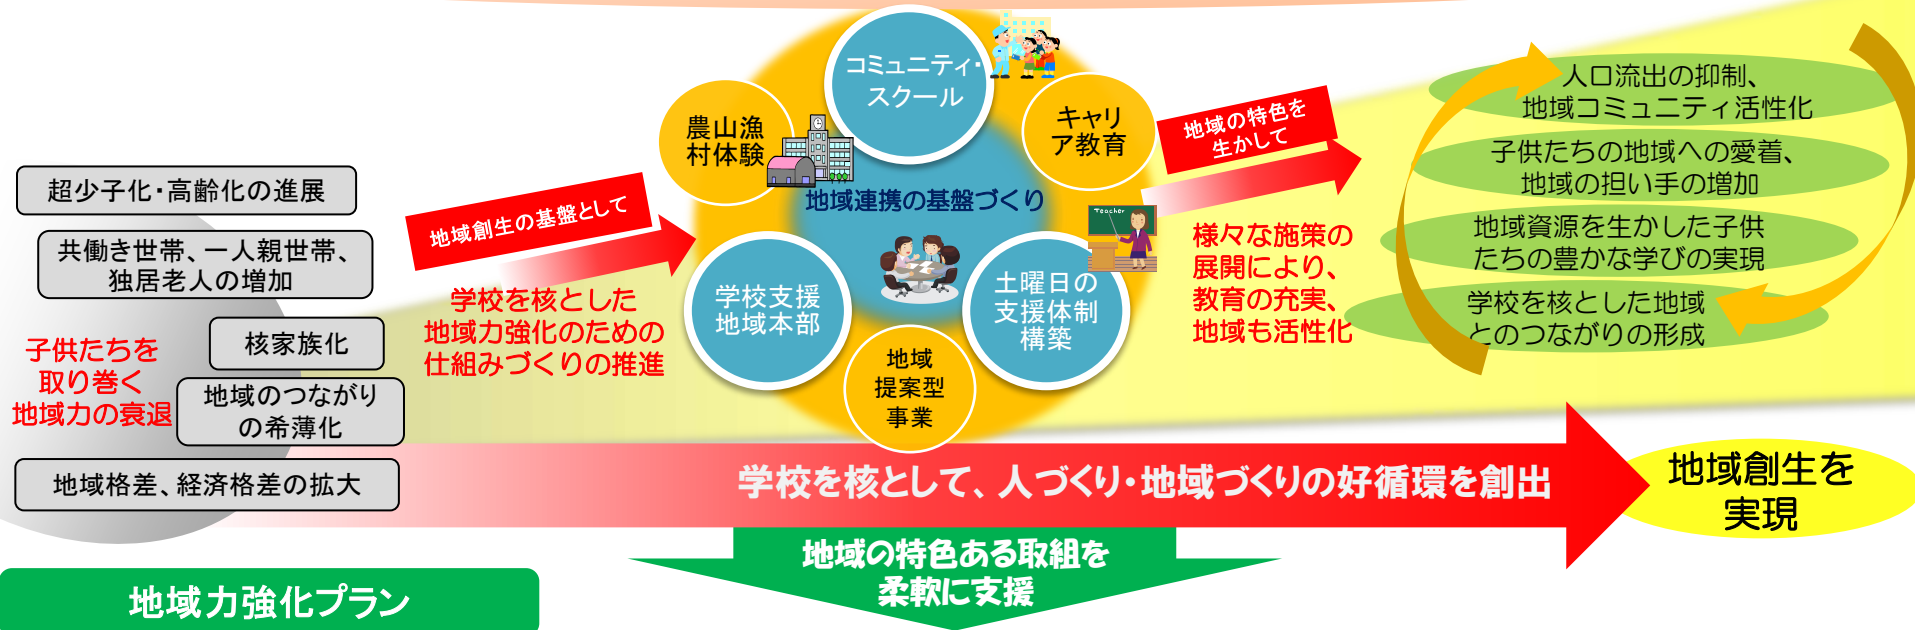 超少子化・高齢化の進展
共働き世帯、一人親世帯、
独居老人の増加
核家族化
子供たちを
取り巻く
地域力の衰退
地域のつながり
の希薄化
地域格差、経済格差の拡大
地域創生の基盤として
学校を核とした
地域力強化のための
仕組みづくりの推進
コミュニティ・
スクール
農山漁
村体験
キャリ
ア教育
地域連携の基盤づくり
Teacher
学校支援
地域本部
土曜日の
支援体制
構築
地域
提案型
事業
地域の特色を
生かして
様々な施策の
展開により、
教育の充実、
地域も活性化
人口流出の抑制、
地域コミュニティ活性化
子供たちの地域への愛着、
地域の担い手の増加
地域資源を生かした子供
たちの豊かな学びの実現
学校を核とした地域
とのつながりの形成
学校を核として、人づくり・地域づくりの好循環を創出
地域創生を
実現
地域の特色ある取組を
柔軟に支援
地域力強化プラン